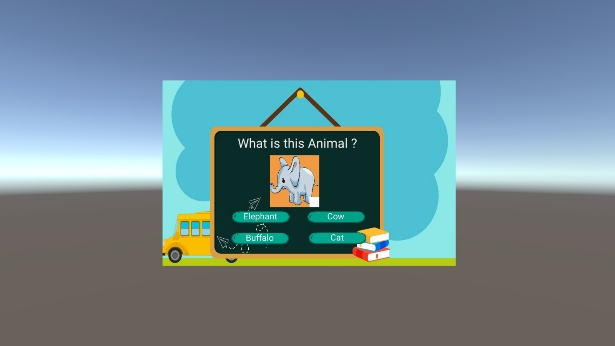 What is this Animal ?
Elephant
Cow
Buffalo
Cat